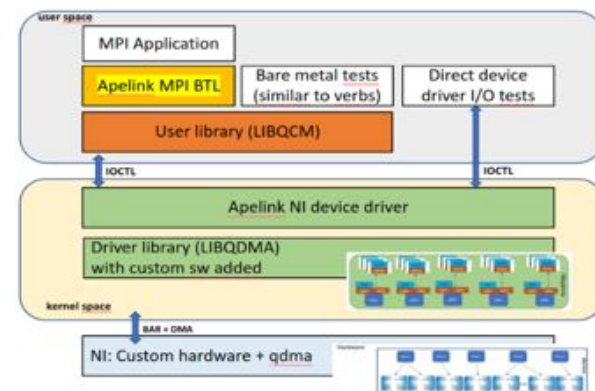 user space
MPI Application
Apelink MPI BTL
Bare metal tests
(similar to verbs)
Direct device
driver I/O tests
User library (LIBQCM)
IOCTL
IOCTL
Apelink NI device driver
Driver library (LIBQDMA)
with custom sw added
kernel space
BAR + DMA
NI: Custom hardware + qdma
Hardware